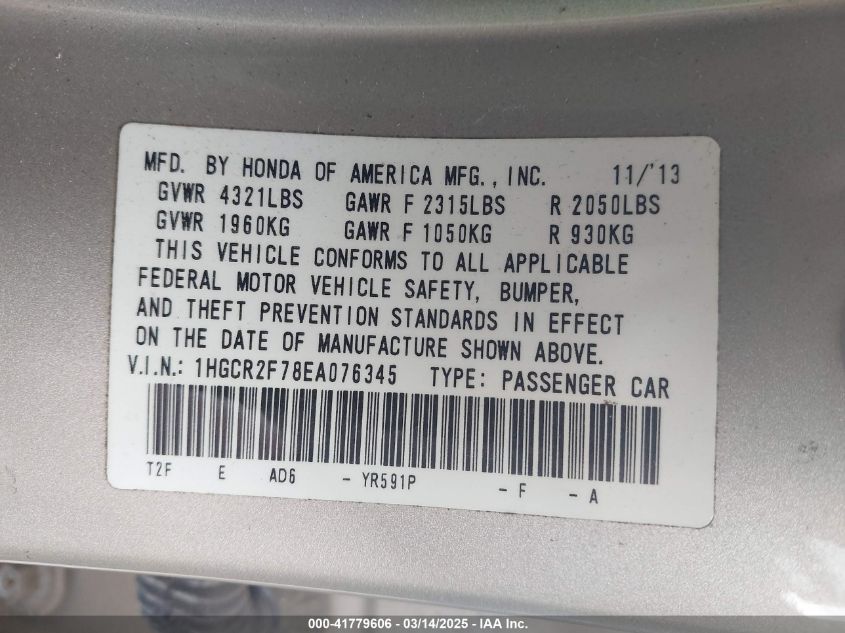 MFD. BY HONDA OF AMERICA MFG., INC. 11/'13
GVWR 4321LBS GAWR F 2315LBS R 2050LBS
GVWR 1960KG GAWR F 1050KG R 930KG
THIS VEHICLE CONFORMS TO ALL APPLICABLE
FEDERAL MOTOR VEHICLE SAFETY, BUMPER,
AND THEFT PREVENTION STANDARDS IN EFFECT
ON THE DATE OF MANUFACTURE SHOWN ABOVE.
V.I.N.: 1HGCR2F78EA076345 TYPE: PASSENGER CAR
T2F E AD6 - YR591P - F - A
000-41779606 - 03/14/2025 - IAA Inc.